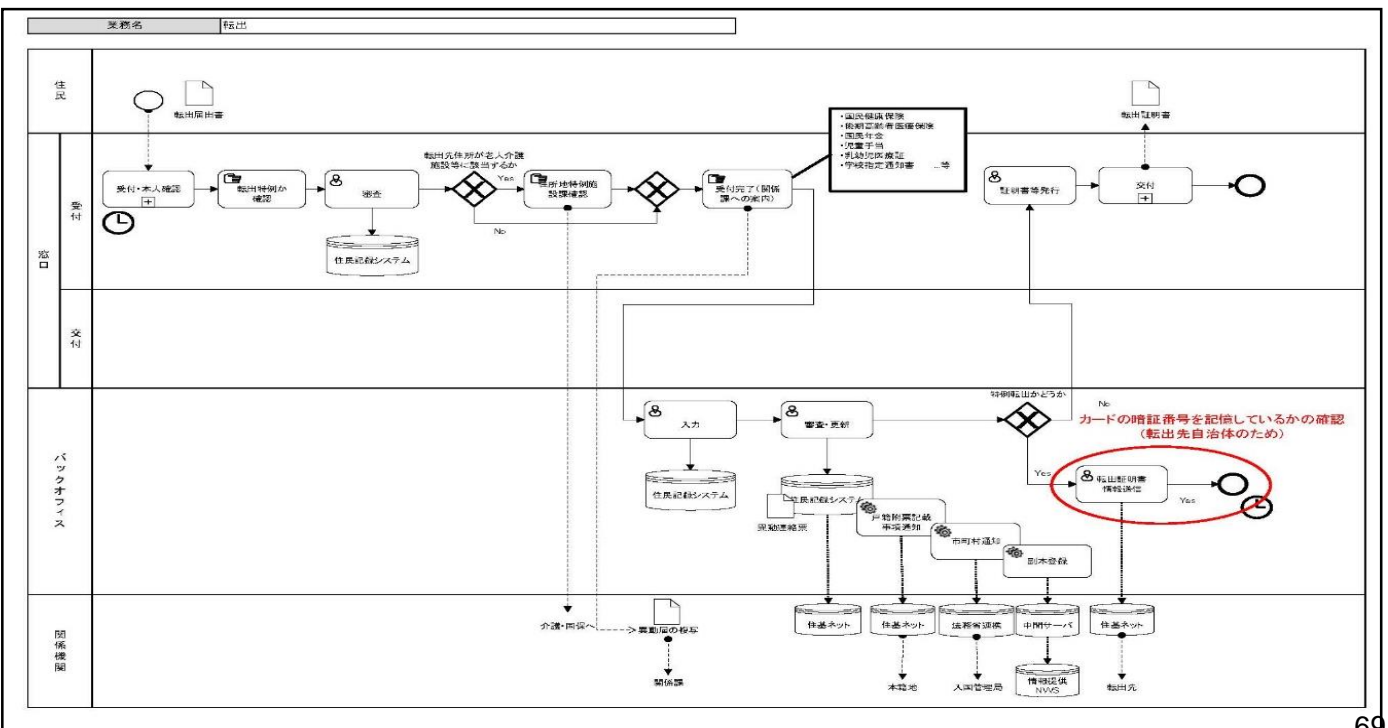 業務名
転出
住民
転出届出書
転出証明書
・国民健康保険
・後期高齢者医療保険
・国民年金
・児童手当
・乳幼児医療証
・学校指定通知書 …等
窓口
受付
受付・本人確認
転出特例か
確認
審査
住民記録システム
転出先住所が老人介護
施設等に該当するか
Yes
No
住所地特例施
設課確認
受付完了(関係
課への案内)
証明書等発行
交付
交付
バックオフィス
入力
住民記録システム
審査・更新
住民記録システム
異動連絡票
戸籍附票記載
事項通知
市町村通知
副本登録
特例転出かどうか
No
Yes
カードの暗証番号を記憶しているかの確認
(転出先自治体のため)
転出証明書
情報送信
Yes
関係機関
介護・国保へ
異動届の複写
関係課
住基ネット
住基ネット
本籍地
法務省連携
入国管理局
中間サーバ
情報提供
NWS
住基ネット
転出先
69